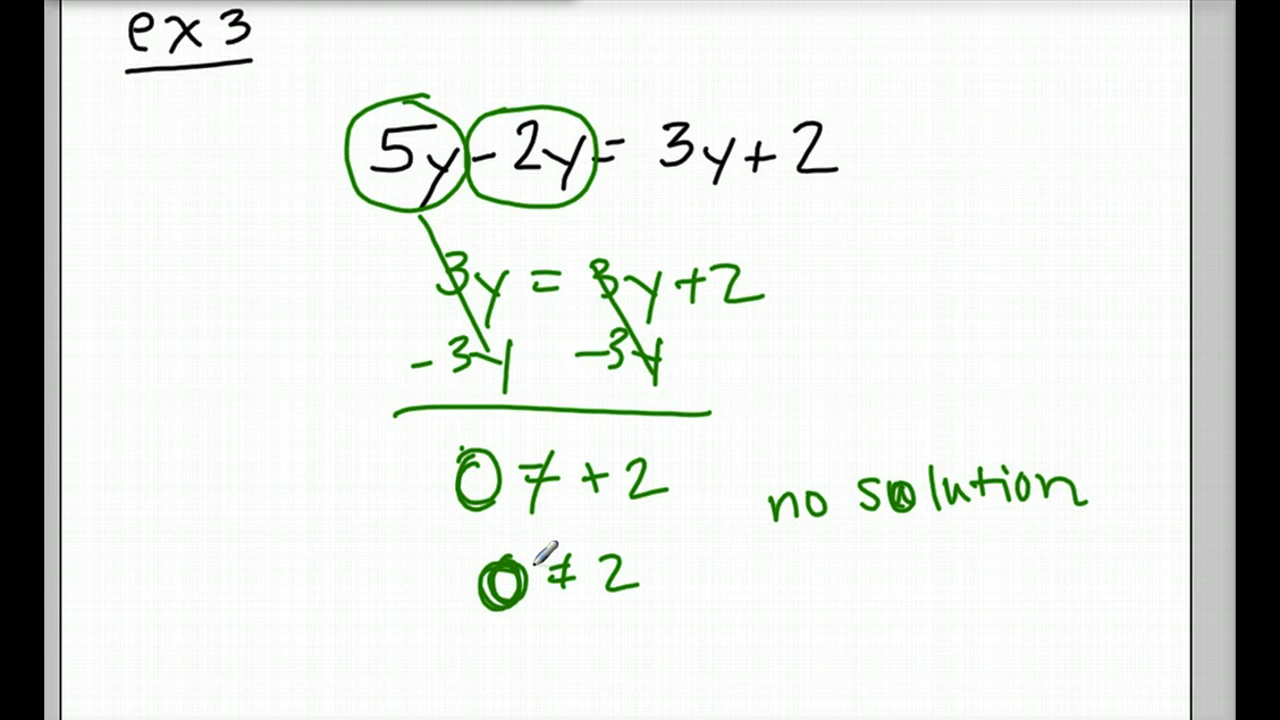 ex 3
5y - 2y = 3y + 2
3y = 3y + 2
- 3y - 3y
0 ≠ + 2
no solution
0 ≠ 2